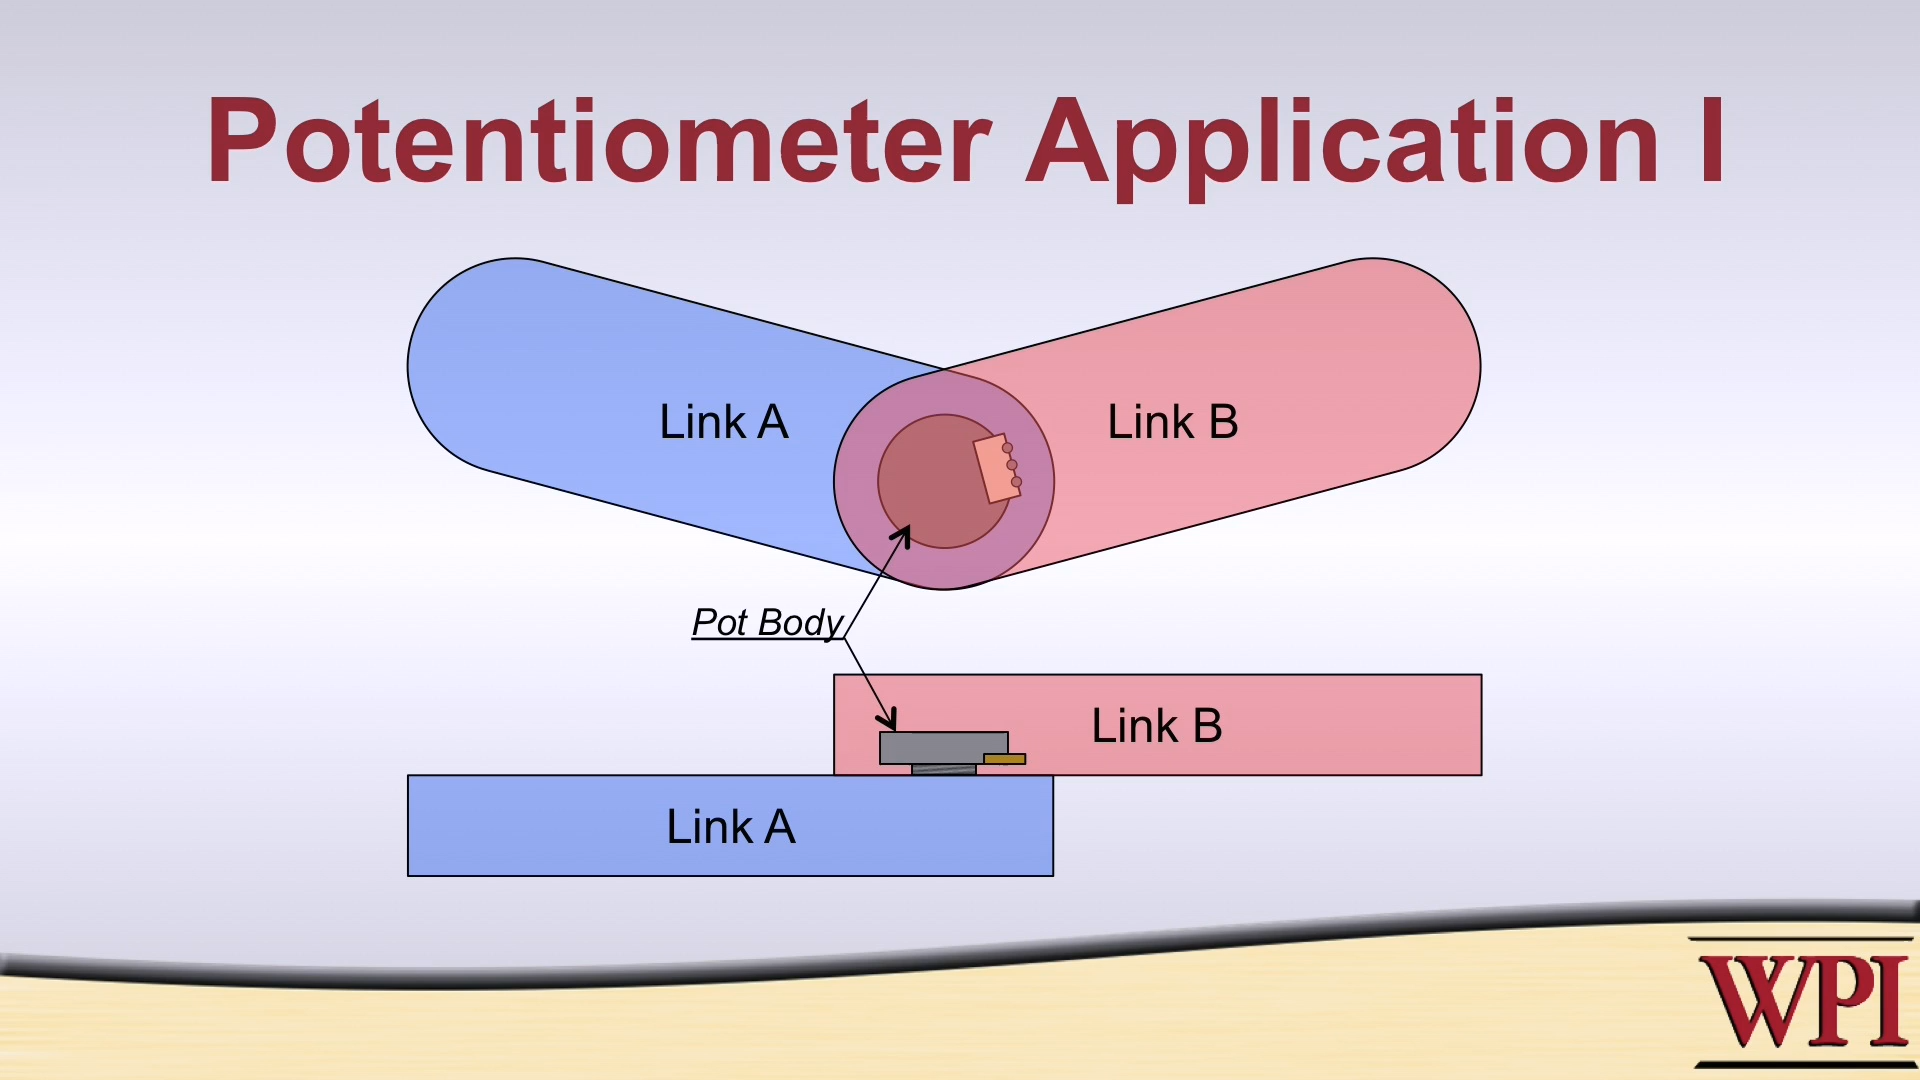 Potentiometer Application I
Link A
Link B
Pot Body
Link B
Link A
WPI